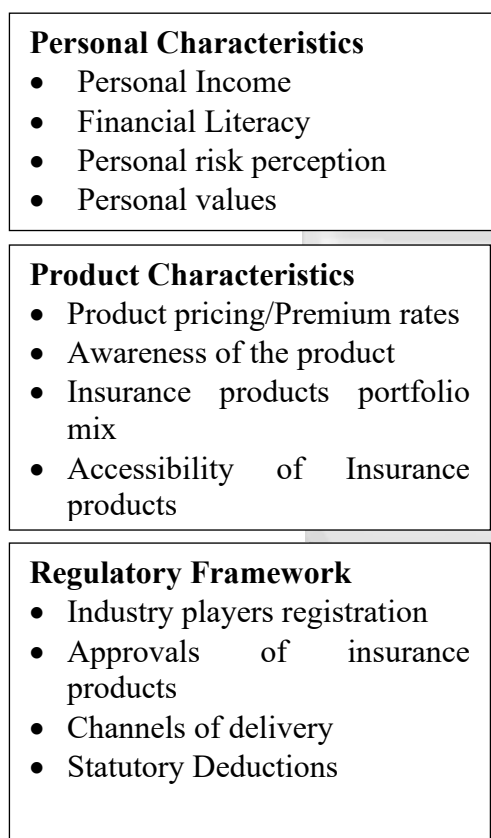 Personal Characteristics
• Personal Income
• Financial Literacy
• Personal risk perception
• Personal values
Product Characteristics
• Product pricing/Premium rates
• Awareness of the product
• Insurance products portfolio
mix
• Accessibility of Insurance
products
Regulatory Framework
• Industry players registration
• Approvals of insurance
products
• Channels of delivery
• Statutory Deductions